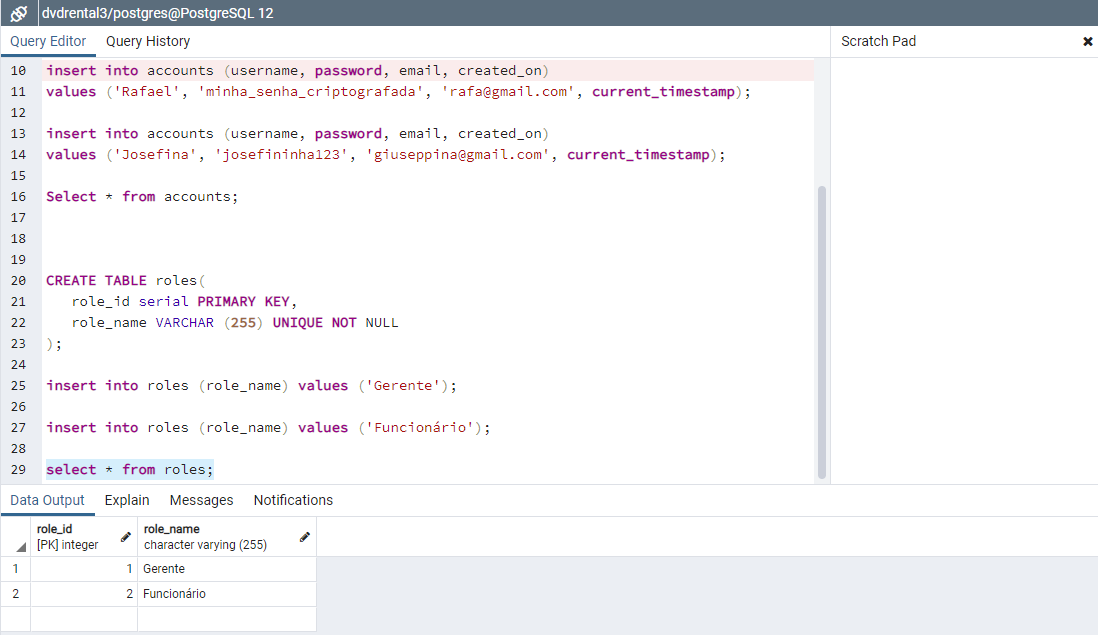 dvdrental3/postgres@PostgreSQL 12
Query Editor Query History Scratch Pad
10 insert into accounts (username, password, email, created_on)
11 values ('Rafael', 'minha_senha_criptografada', 'rafa@gmail.com', current_timestamp);
12
13 insert into accounts (username, password, email, created_on)
14 values ('Josefina', 'josefininha123', 'giuseppina@gmail.com', current_timestamp);
15
16 Select * from accounts;
17
18
19
20 CREATE TABLE roles(
21 role_id serial PRIMARY KEY,
22 role_name VARCHAR (255) UNIQUE NOT NULL
23 );
24
25 insert into roles (role_name) values ('Gerente');
26
27 insert into roles (role_name) values ('Funcionário');
28
29 select * from roles;
Data Output Explain Messages Notifications
role_id role_name
[PK] integer character varying (255)
1 1 Gerente
2 2 Funcionário